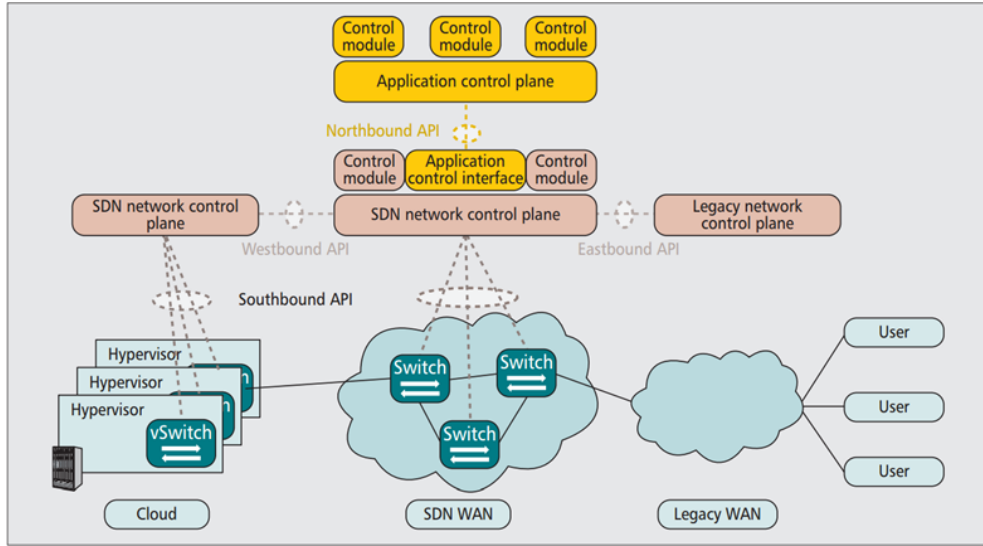 Control
module
Control
module
Control
module
Application control plane
Northbound API
Control
module
Application
control interface
Control
module
SDN network control
plane
SDN network control plane
Legacy network
control plane
Westbound API
Eastbound API
Southbound API
Hypervisor
Hypervisor
Hypervisor
vSwitch
Switch
Switch
Switch
User
User
User
Cloud
SDN WAN
Legacy WAN